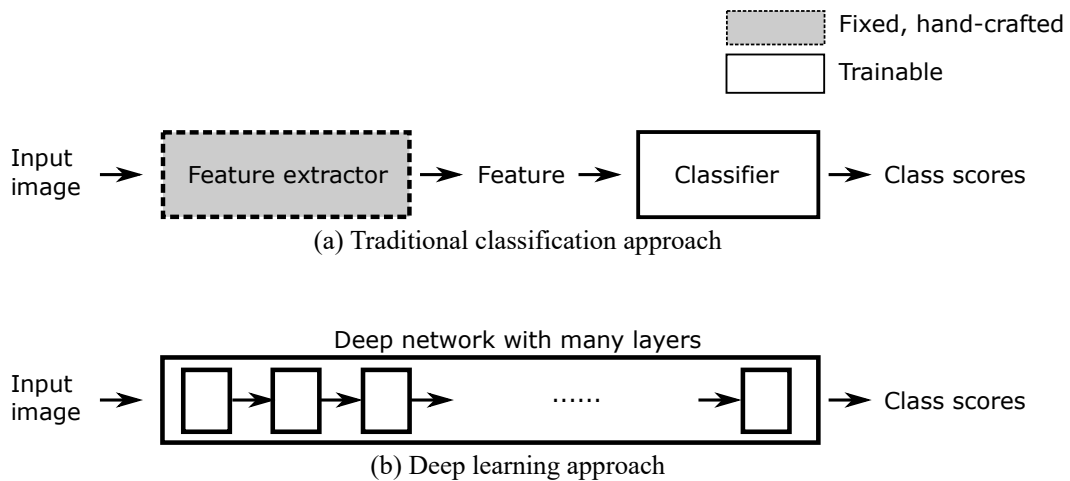 Fixed, hand-crafted
Trainable
Input
image
Feature extractor
Feature
Classifier
Class scores
(a) Traditional classification approach
Deep network with many layers
Input
image
......
Class scores
(b) Deep learning approach